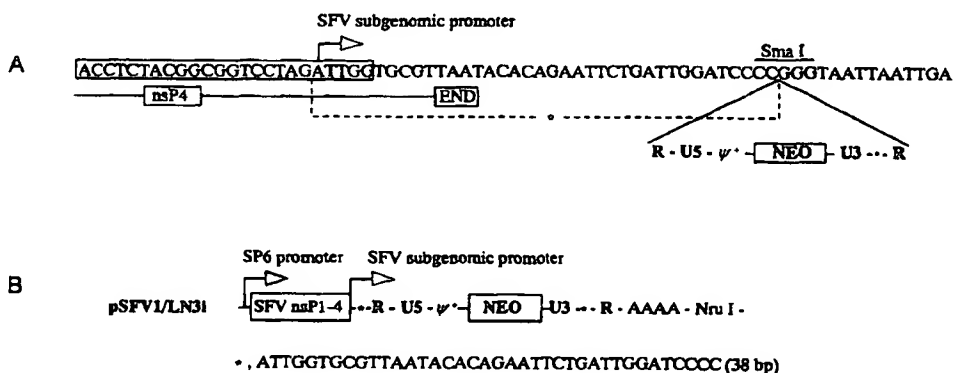 SFV subgenomic promoter
A
Sma I
ACCTCTACGGCGGTCCTAGATTGGTGCGTTAATACACAGAATTCTGATTGGATCCCCGGGTAATTAATTGA
nsP4 END
*
R - U5 - ψ⁺ - NEO - U3 --- R
SP6 promoter SFV subgenomic promoter
B
pSFV1/LN3i SFV nsP1-4 -*-R - U5 - ψ⁺ - NEO - U3 --- R - AAAA - Nru I -
*, ATTGGTGCGTTAATACACAGAATTCTGATTGGATCCCC (38 bp)